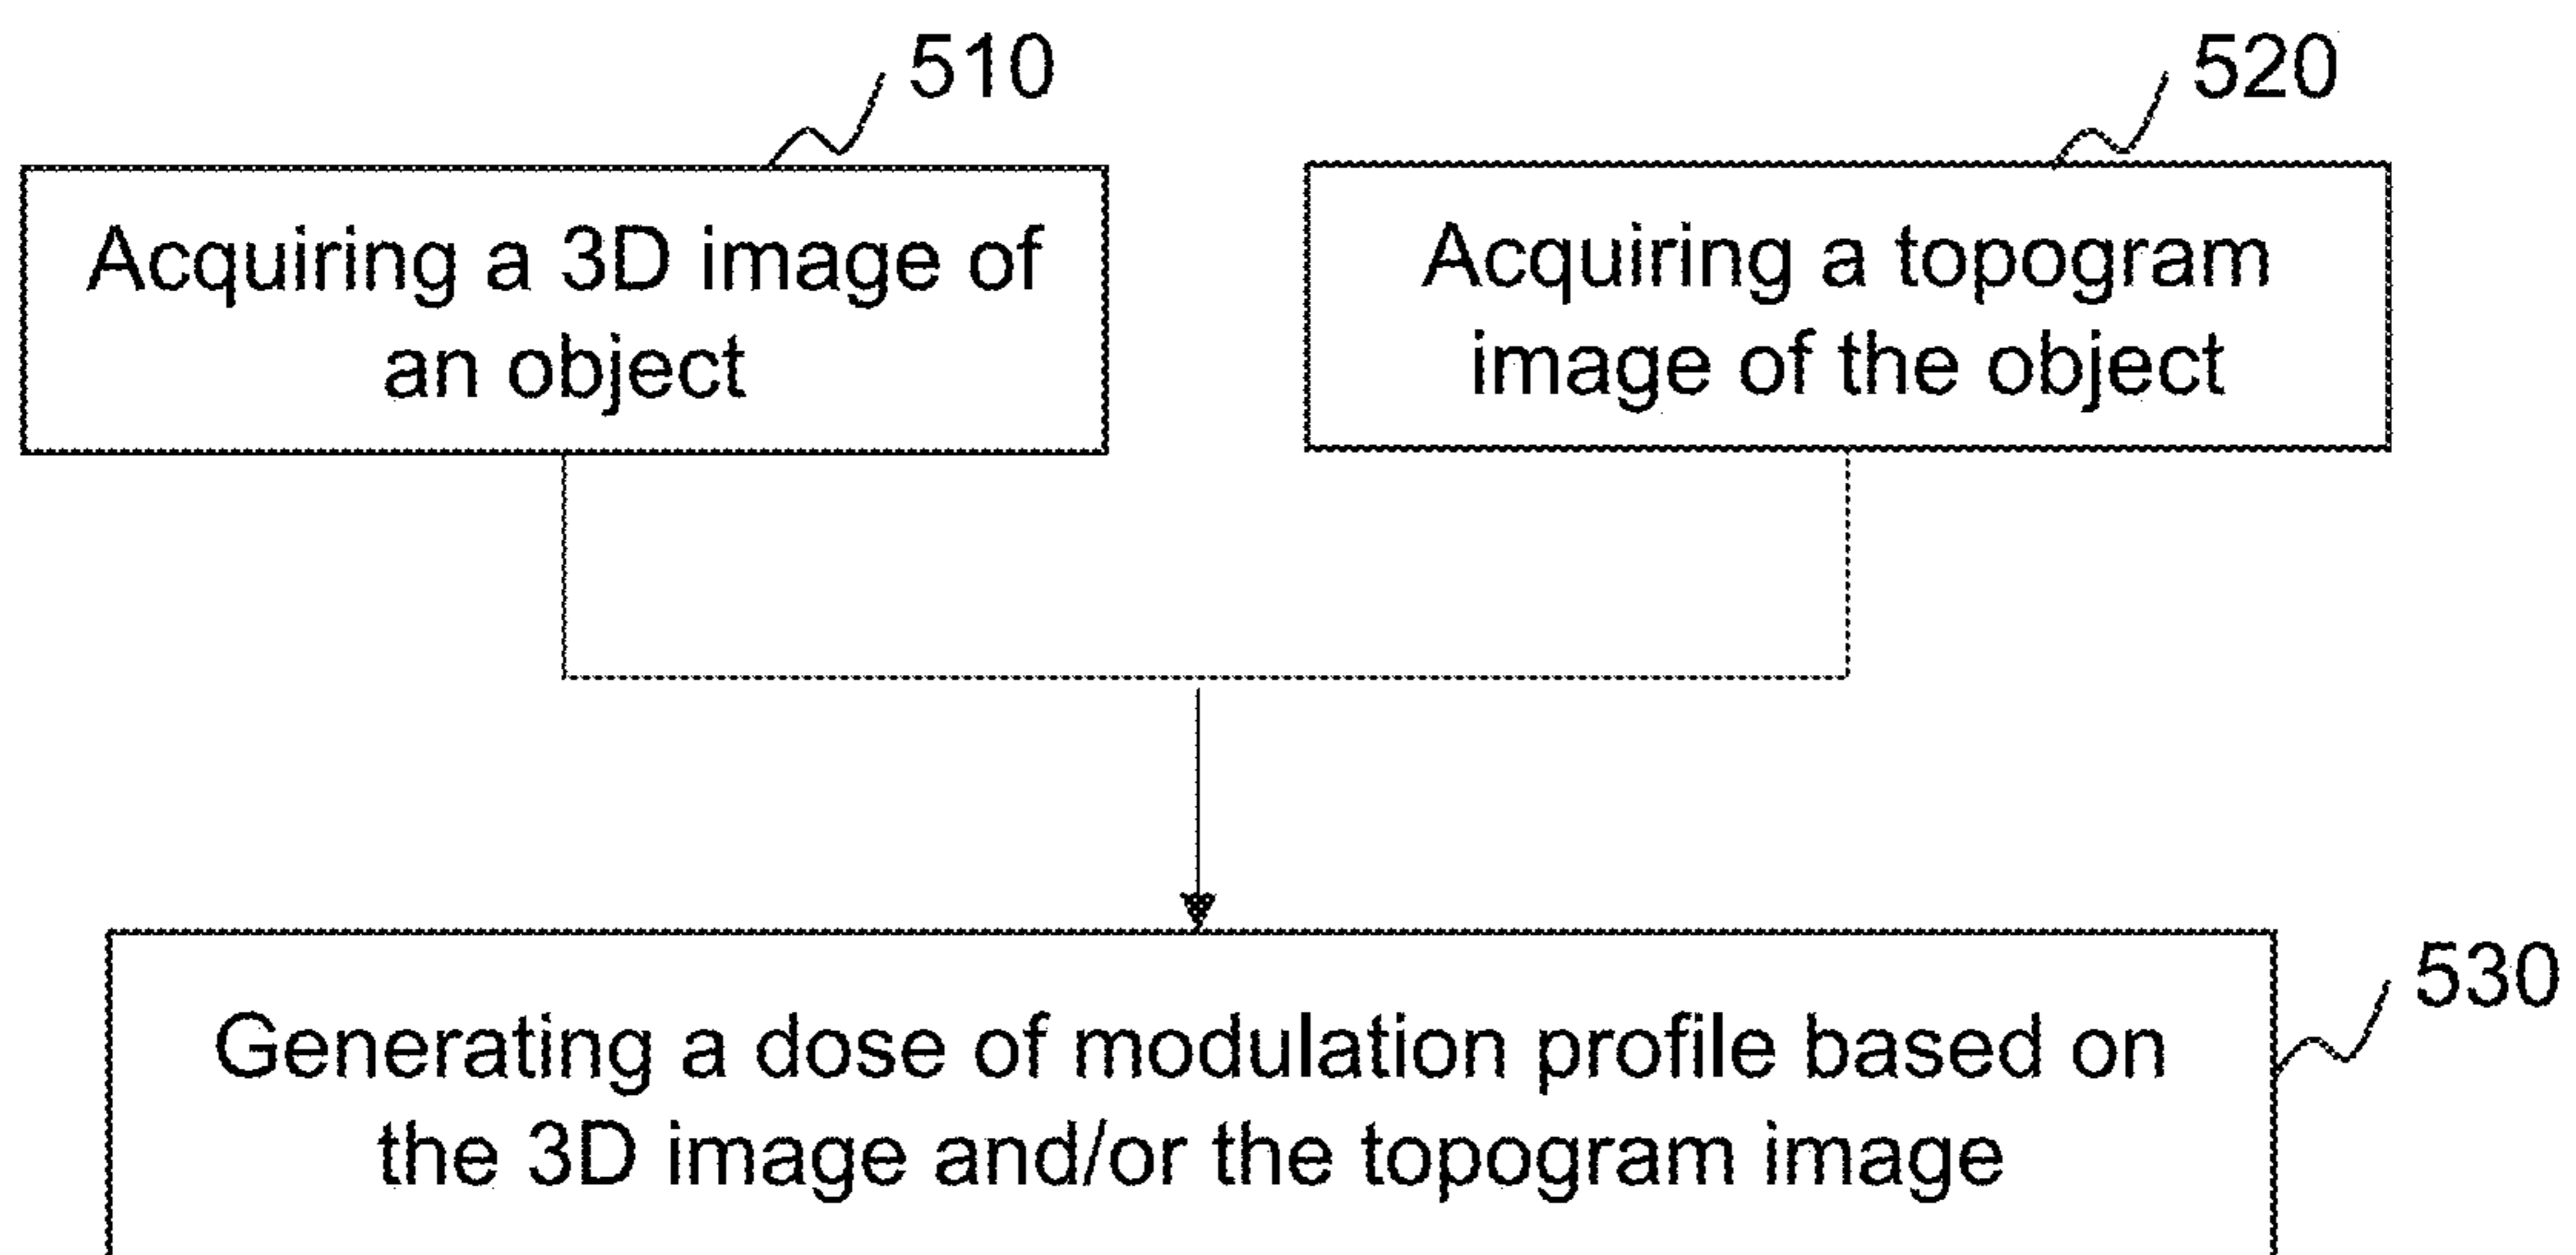 510
520
Acquiring a 3D image of
an object
Acquiring a topogram
image of the object
530
Generating a dose of modulation profile based on
the 3D image and/or the topogram image